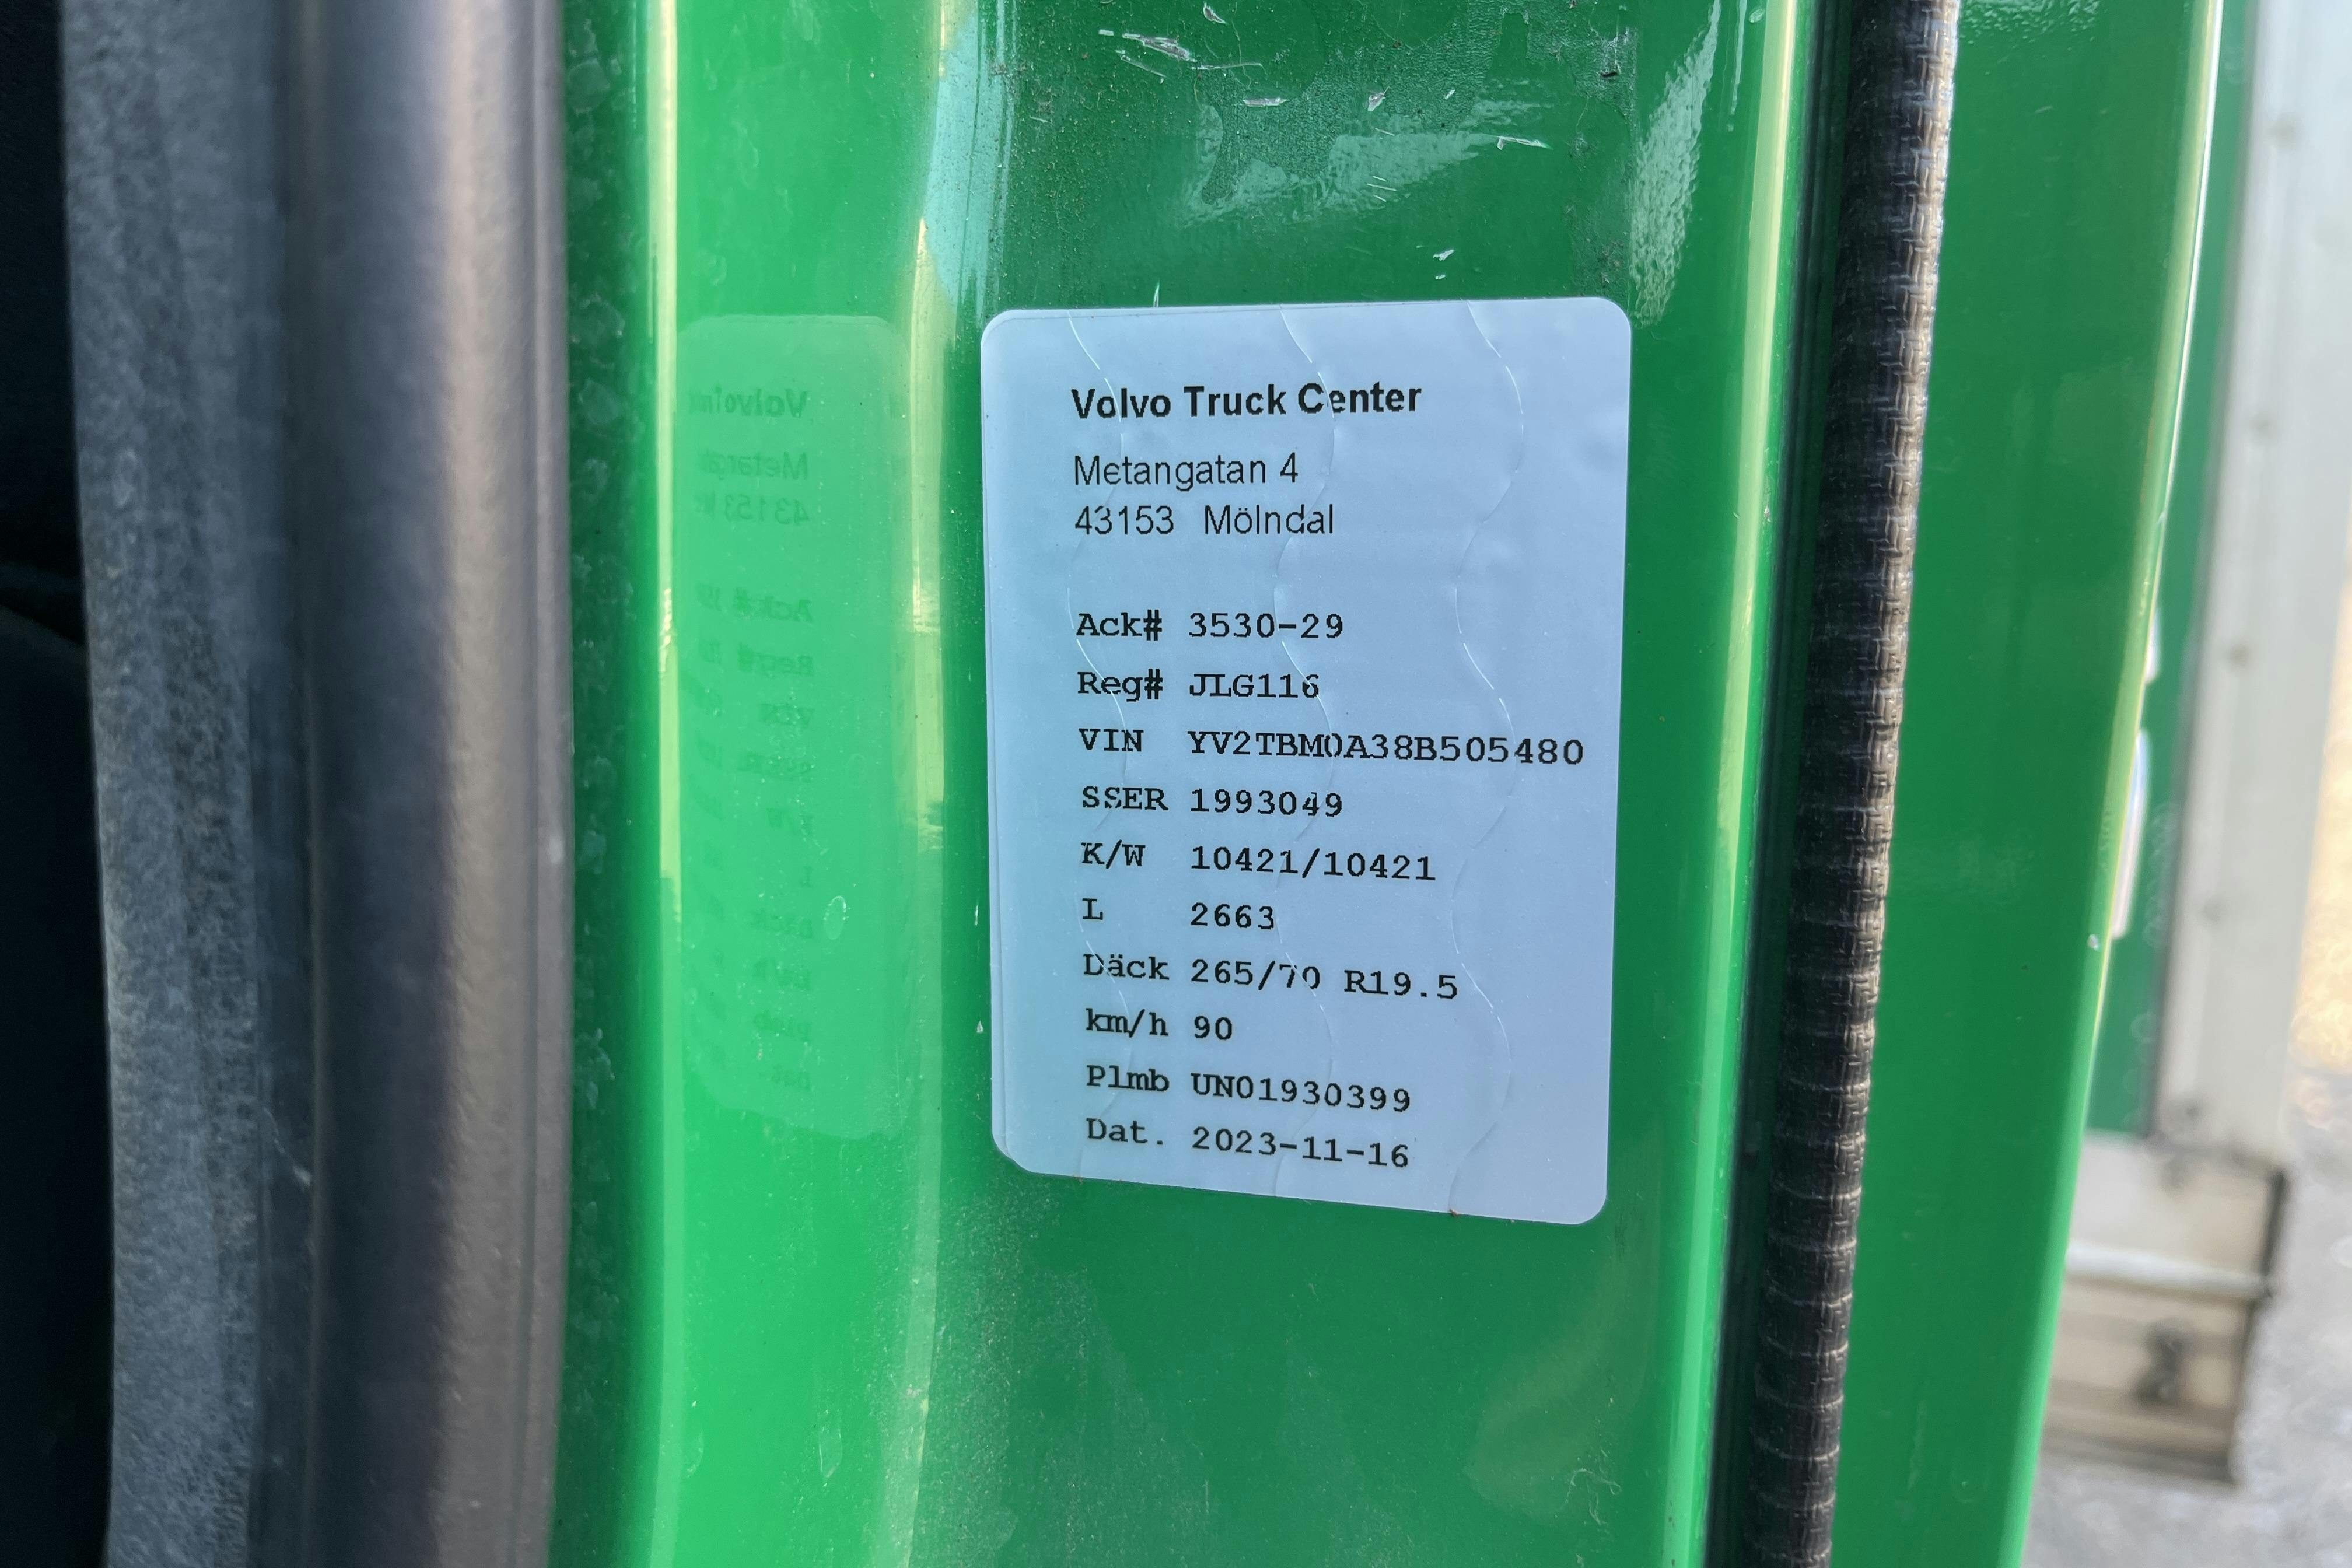 Volvo Truck Center
Metangatan 4
43153 Mölndal
Ack# 3530-29
Reg# JLG116
VIN YV2TBM0A38B505480
SSER 1993049
K/W 10421/10421
L 2663
Däck 265/70 R19.5
km/h 90
Plmb UN01930399
Dat. 2023-11-16